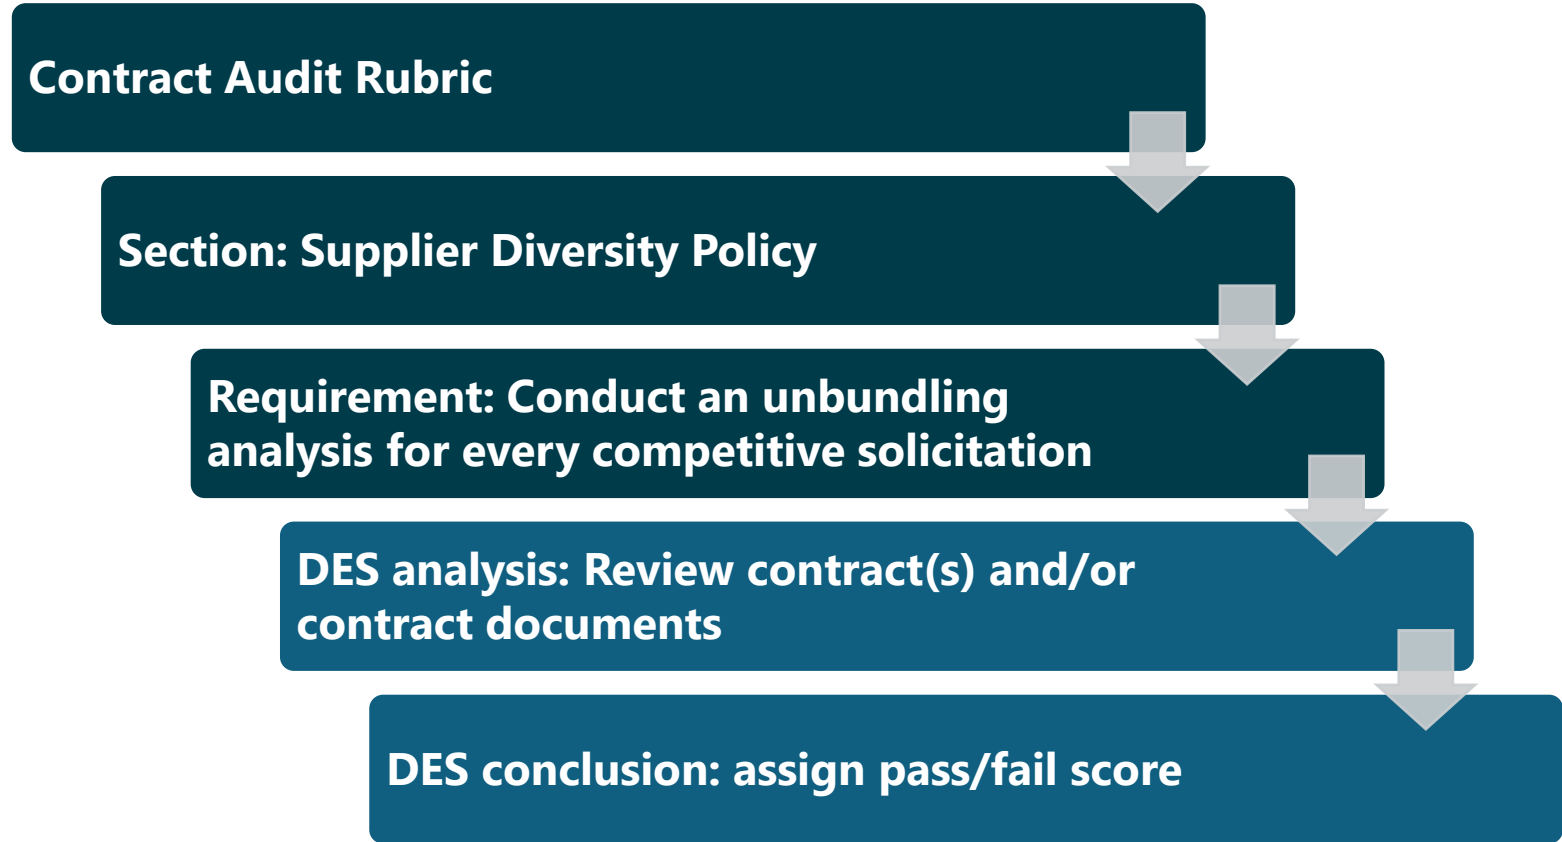 Contract Audit Rubric
Section: Supplier Diversity Policy
Requirement: Conduct an unbundling
analysis for every competitive solicitation
DES analysis: Review contract(s) and/or
contract documents
DES conclusion: assign pass/fail score